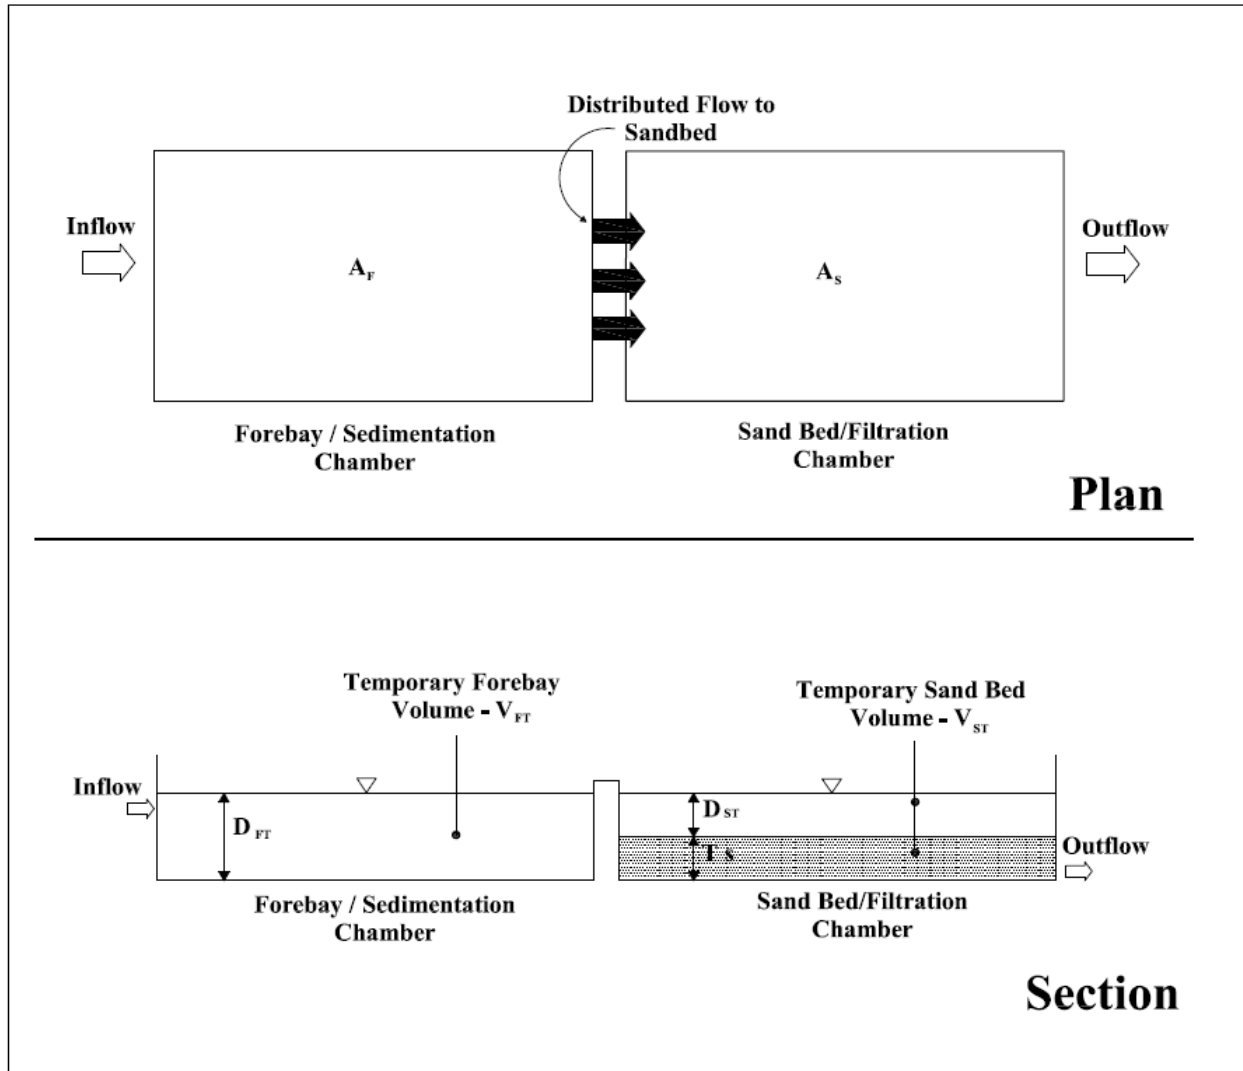 Distributed Flow to
Sandbed
Inflow
Outflow
A_F
A_S
Forebay / Sedimentation
Chamber
Sand Bed/Filtration
Chamber
Plan
Temporary Forebay
Volume - V_FT
Temporary Sand Bed
Volume - V_ST
Inflow
D_FT
D_ST
T s
Outflow
Forebay / Sedimentation
Chamber
Sand Bed/Filtration
Chamber
Section